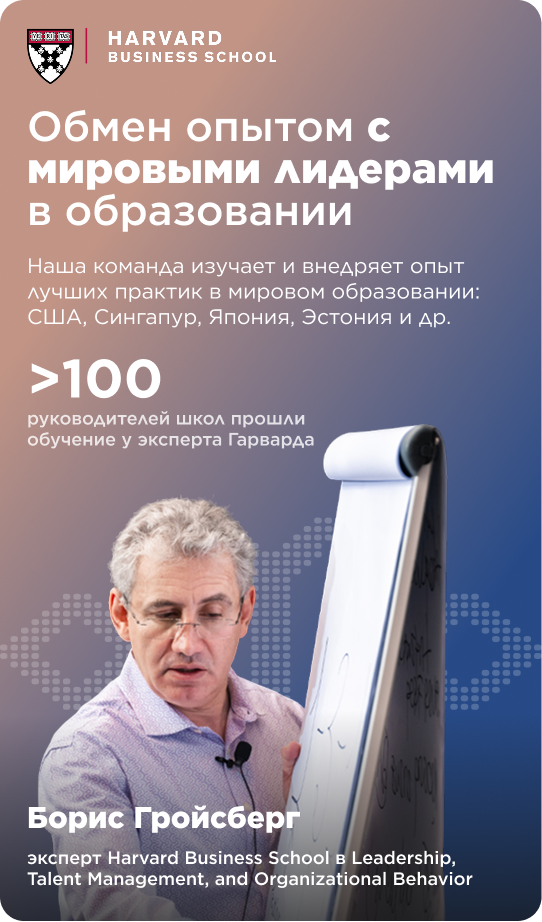 HARVARD
BUSINESS SCHOOL
Обмен опытом с
мировыми лидерами
в образовании
Наша команда изучает и внедряет опыт
лучших практик в мировом образовании:
США, Сингапур, Япония, Эстония и др.
>100
руководителей школ прошли
обучение у эксперта Гарварда
Борис Гройсберг
эксперт Harvard Business School в Leadership,
Talent Management, and Organizational Behavior